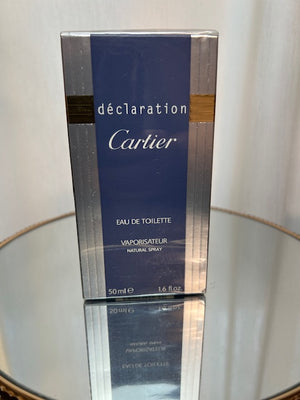 déclaration
Cartier
EAU DE TOILETTE
VAPORISATEUR
NATURAL SPRAY
50 ml ℮ 1.6 fl.oz.